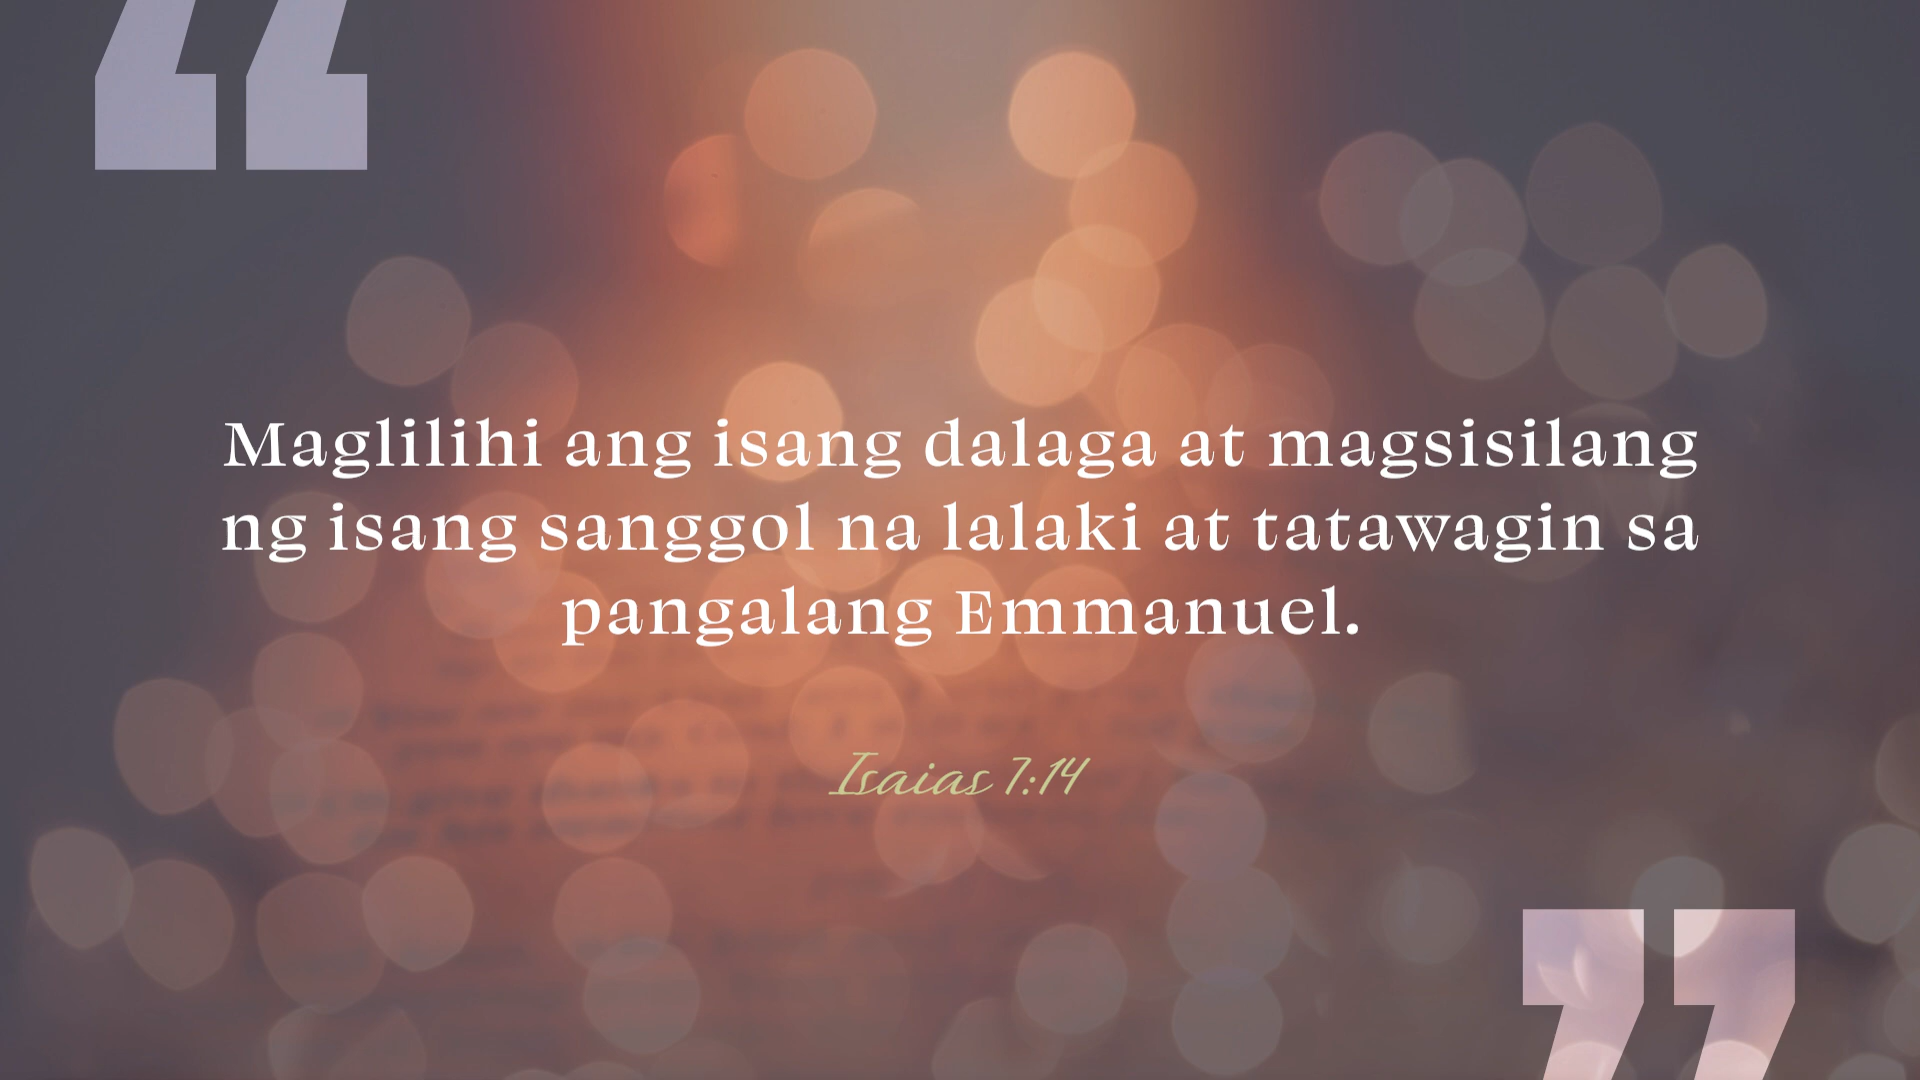 Maglilihi ang isang dalaga at magsisilang
ng isang sanggol na lalaki at tatawagin sa
pangalang Emmanuel.
Isaias 7:14